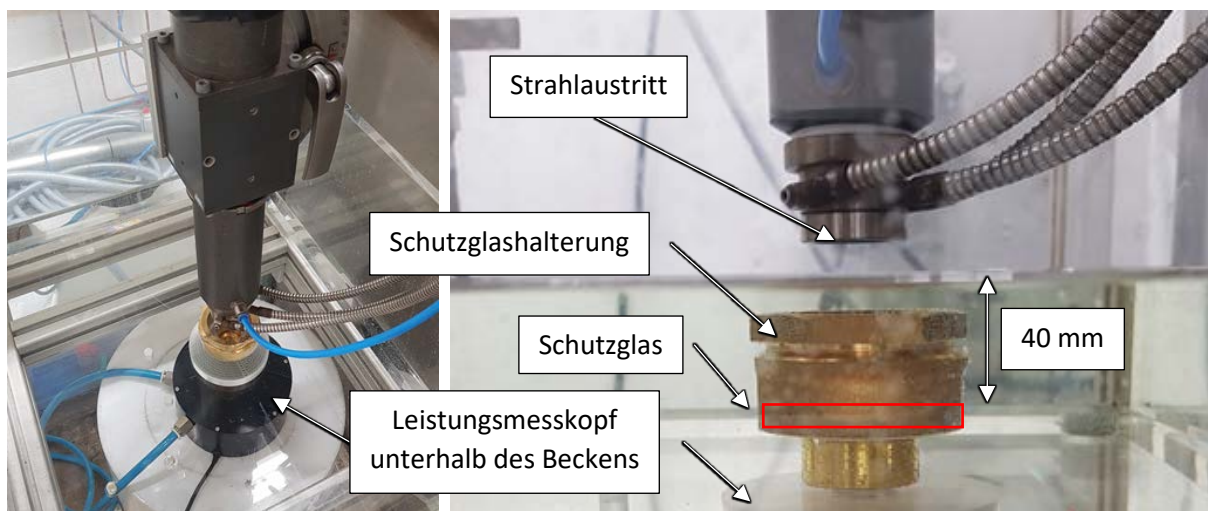 Strahlaustritt
Schutzglashalterung
Schutzglas
40 mm
Leistungsmesskopf
unterhalb des Beckens